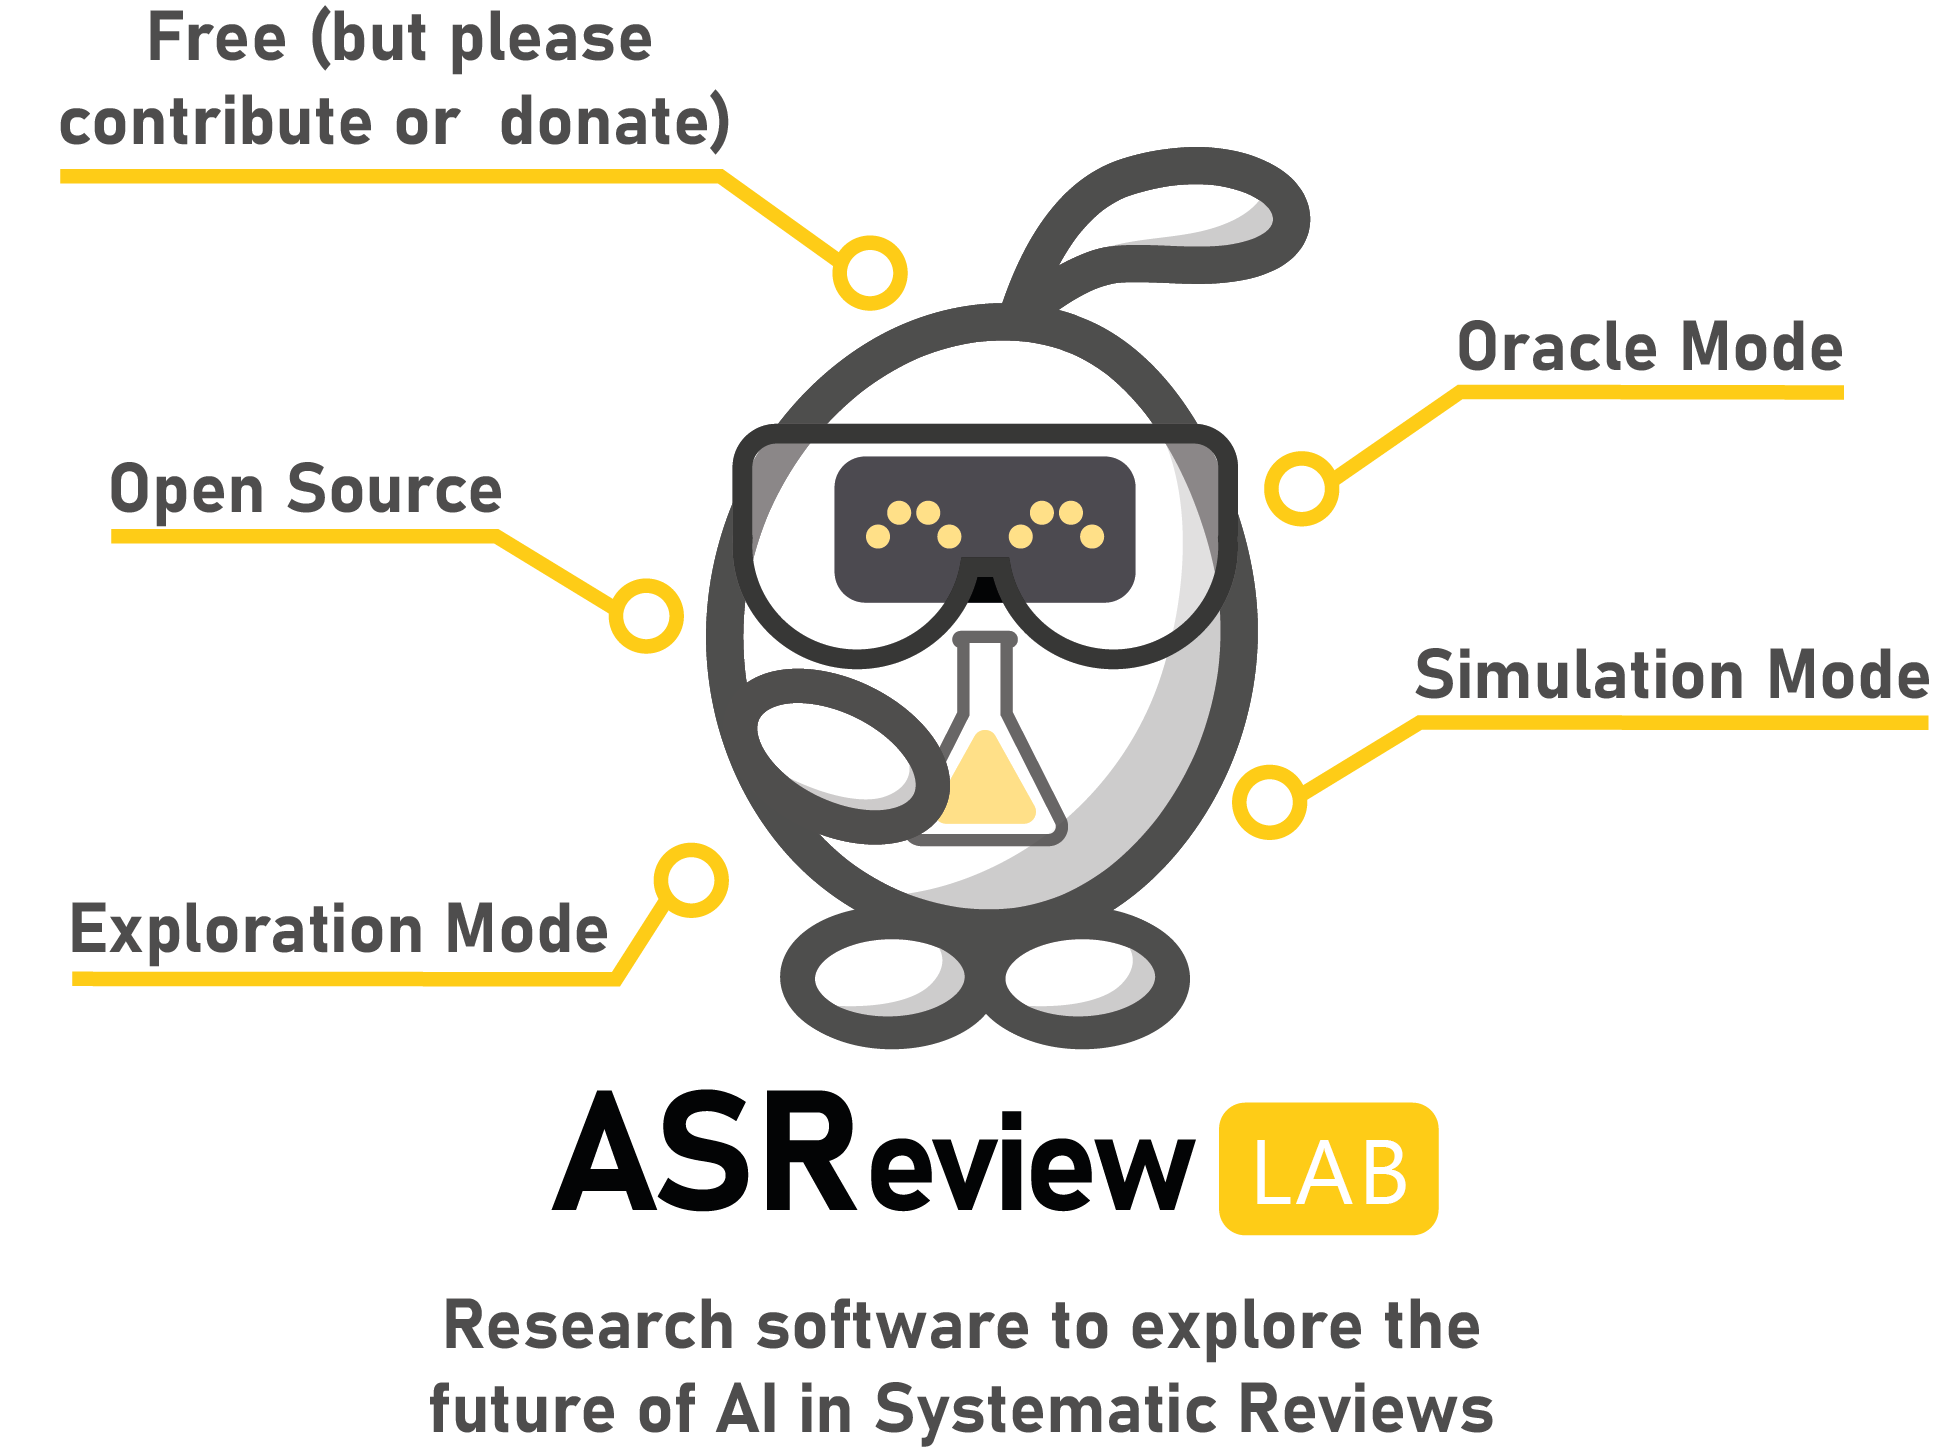 Free (but please
contribute or  donate)
Oracle Mode
Open Source
Simulation Mode
Exploration Mode
ASReview LAB
Research software to explore the
future of AI in Systematic Reviews